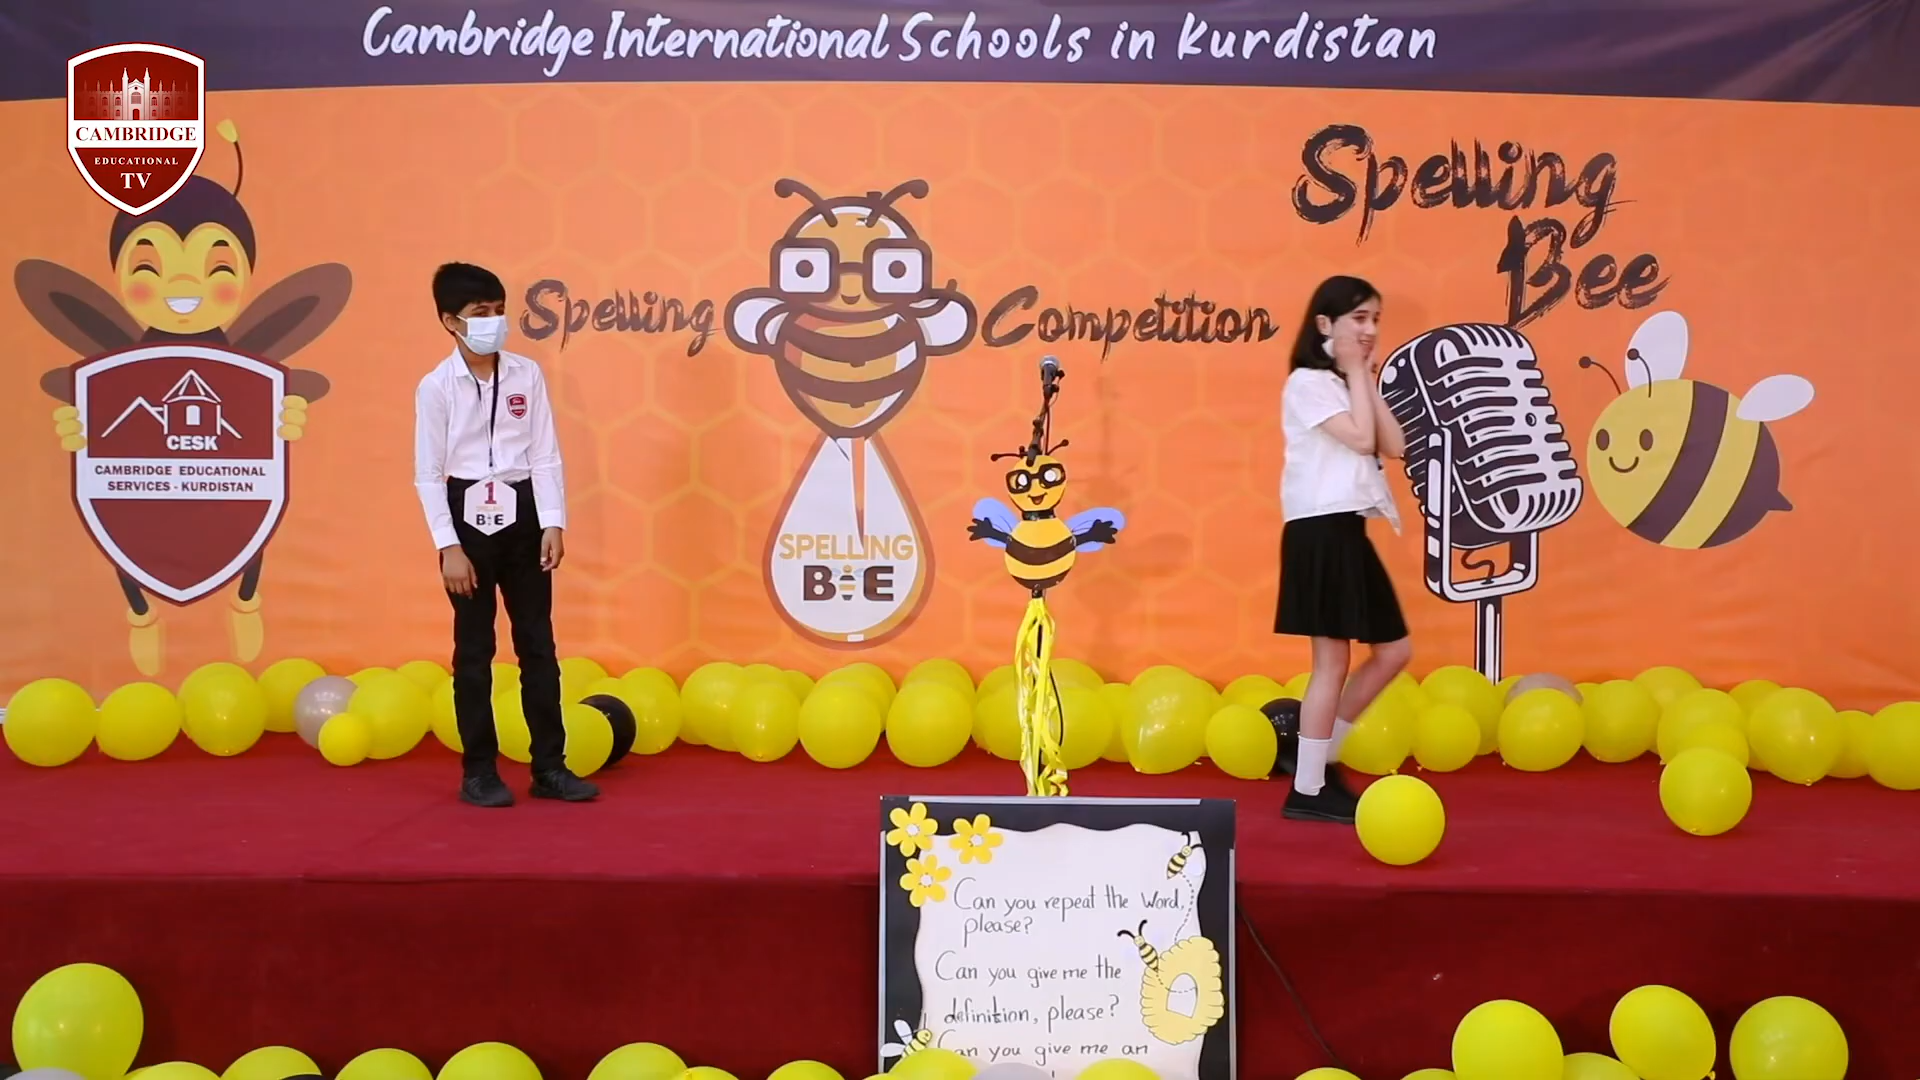 Cambridge International Schools in Kurdistan
CAMBRIDGE
EDUCATIONAL
TV
Spelling
Bee
Spelling Competition
CESK
CAMBRIDGE EDUCATIONAL
SERVICES - KURDISTAN
1
SPELLING
BEE
SPELLING
BEE
Can you repeat the Word,
please?
Can you give me the
definition, please?
Can you give me an